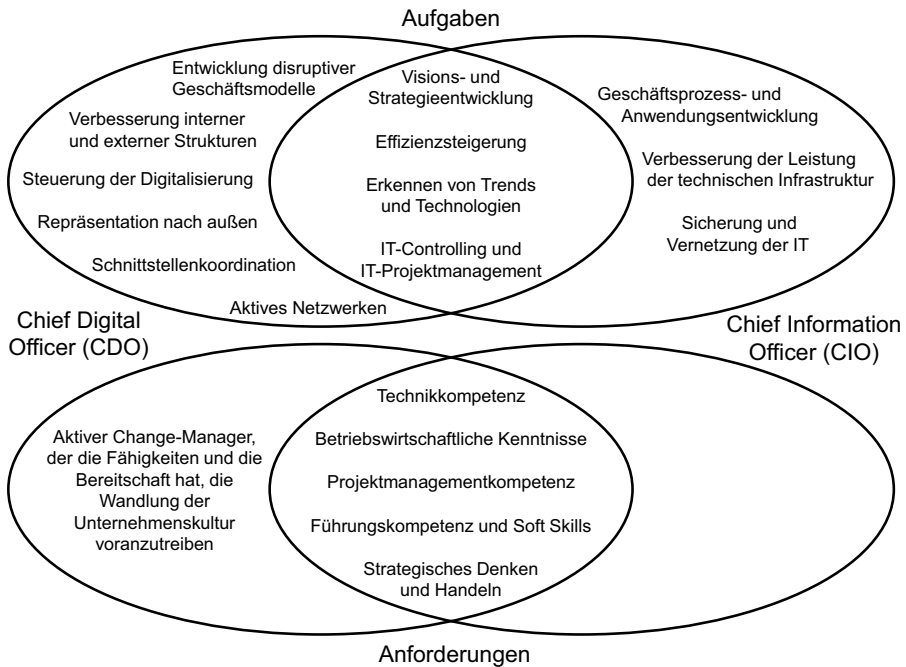 Aufgaben
Entwicklung disruptiver
Geschäftsmodelle
Verbesserung interner
und externer Strukturen
Steuerung der Digitalisierung
Repräsentation nach außen
Schnittstellenkoordination
Aktives Netzwerken
Visions- und
Strategieentwicklung
Effizienzsteigerung
Erkennen von Trends
und Technologien
IT-Controlling und
IT-Projektmanagement
Geschäftsprozess- und
Anwendungsentwicklung
Verbesserung der Leistung
der technischen Infrastruktur
Sicherung und
Vernetzung der IT
Chief Digital
Officer (CDO)
Chief Information
Officer (CIO)
Aktiver Change-Manager,
der die Fähigkeiten und die
Bereitschaft hat, die
Wandlung der
Unternehmenskultur
voranzutreiben
Technikkompetenz
Betriebswirtschaftliche Kenntnisse
Projektmanagementkompetenz
Führungskompetenz und Soft Skills
Strategisches Denken
und Handeln
Anforderungen